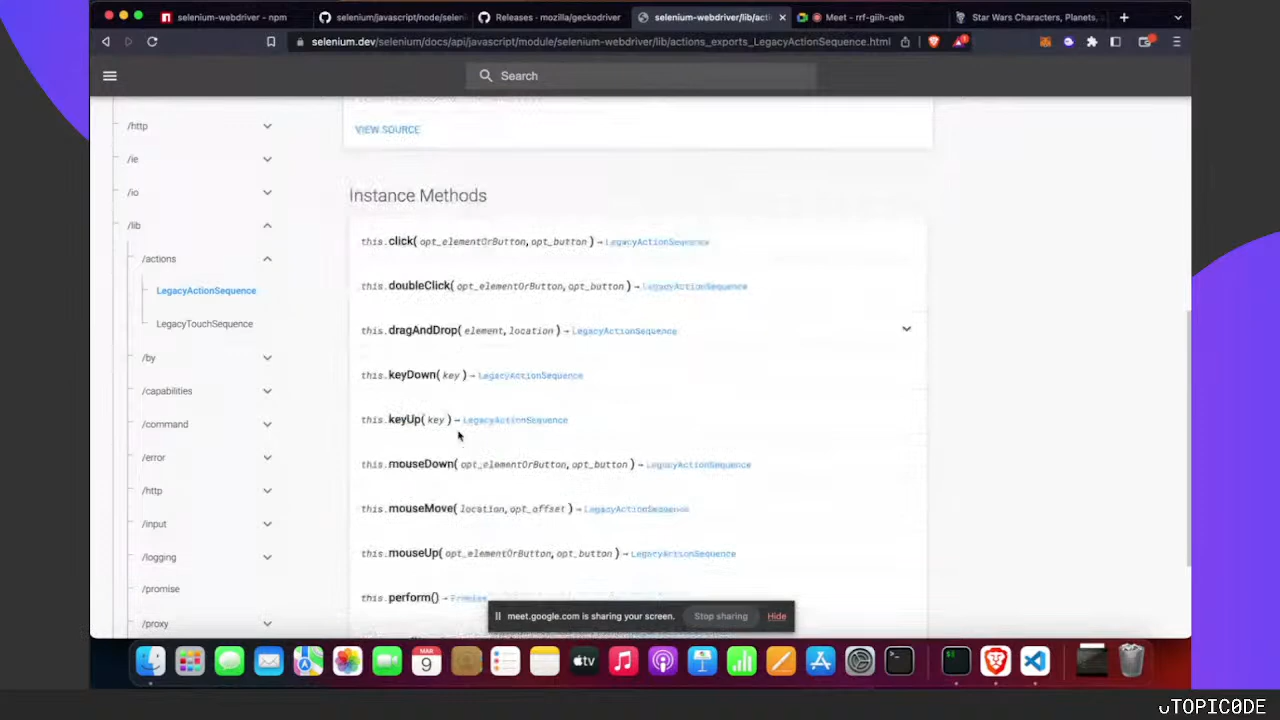 selenium-webdriver - npm
selenium/javascript/node/selen
Releases · mozilla/geckodriver
selenium-webdriver/lib/acti
Meet - rrf-giih-qeb
Star Wars Characters, Planets,
selenium.dev/selenium/docs/api/javascript/module/selenium-webdriver/lib/actions_exports_LegacyActionSequence.html
Search
/http
/ie
/io
/lib
/actions
LegacyActionSequence
LegacyTouchSequence
/by
/capabilities
/command
/error
/http
/input
/logging
/promise
/proxy
VIEW SOURCE
Instance Methods
this.click( opt_elementOrButton, opt_button ) → LegacyActionSequence
this.doubleClick( opt_elementOrButton, opt_button ) → LegacyActionSequence
this.dragAndDrop( element, location ) → LegacyActionSequence
this.keyDown( key ) → LegacyActionSequence
this.keyUp( key ) → LegacyActionSequence
this.mouseDown( opt_elementOrButton, opt_button ) → LegacyActionSequence
this.mouseMove( location, opt_offset ) → LegacyActionSequence
this.mouseUp( opt_elementOrButton, opt_button ) → LegacyActionSequence
this.perform() → Promise
meet.google.com is sharing your screen.
Stop sharing
Hide
MAR
9
tv
uTOPIC0DE